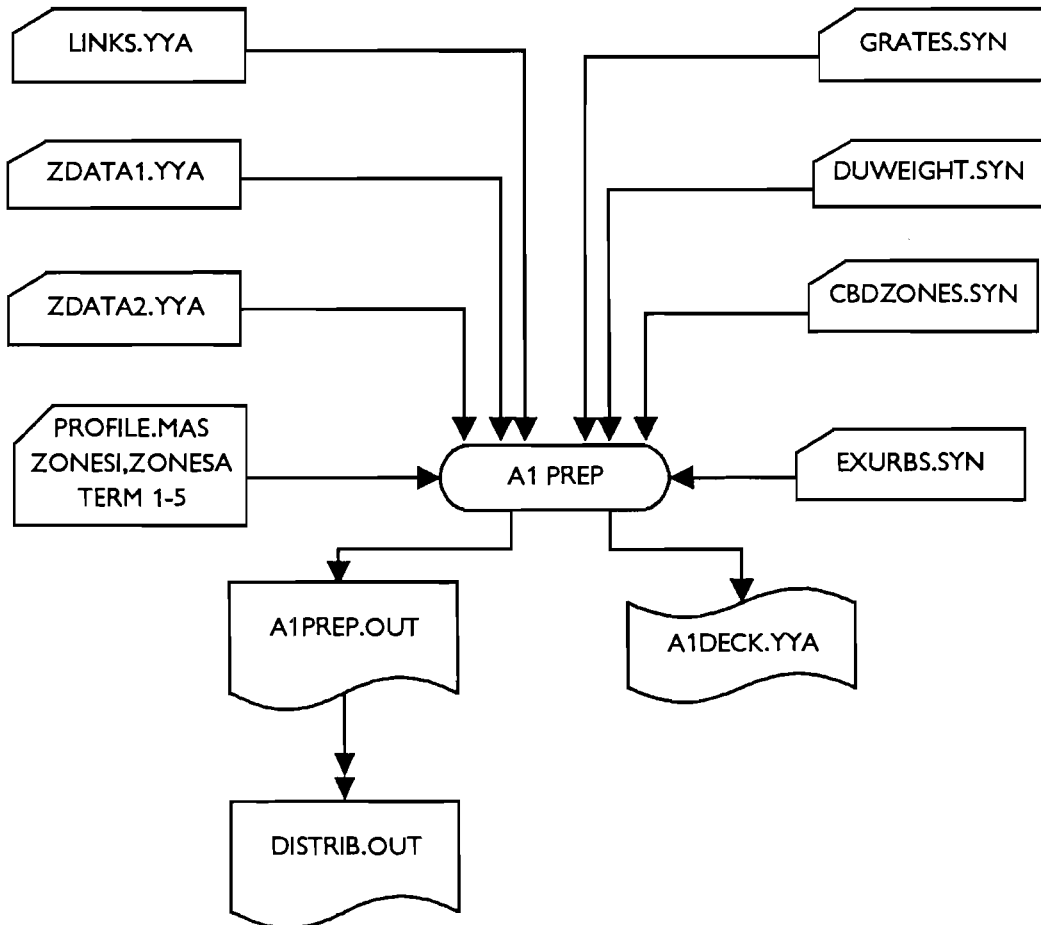 LINKS.YYA
GRATES.SYN
ZDATA1.YYA
DUWEIGHT.SYN
ZDATA2.YYA
CBDZONES.SYN
PROFILE.MAS
ZONESI,ZONESA
TERM 1-5
A1 PREP
EXURBS.SYN
A1PREP.OUT
A1DECK.YYA
DISTRIB.OUT